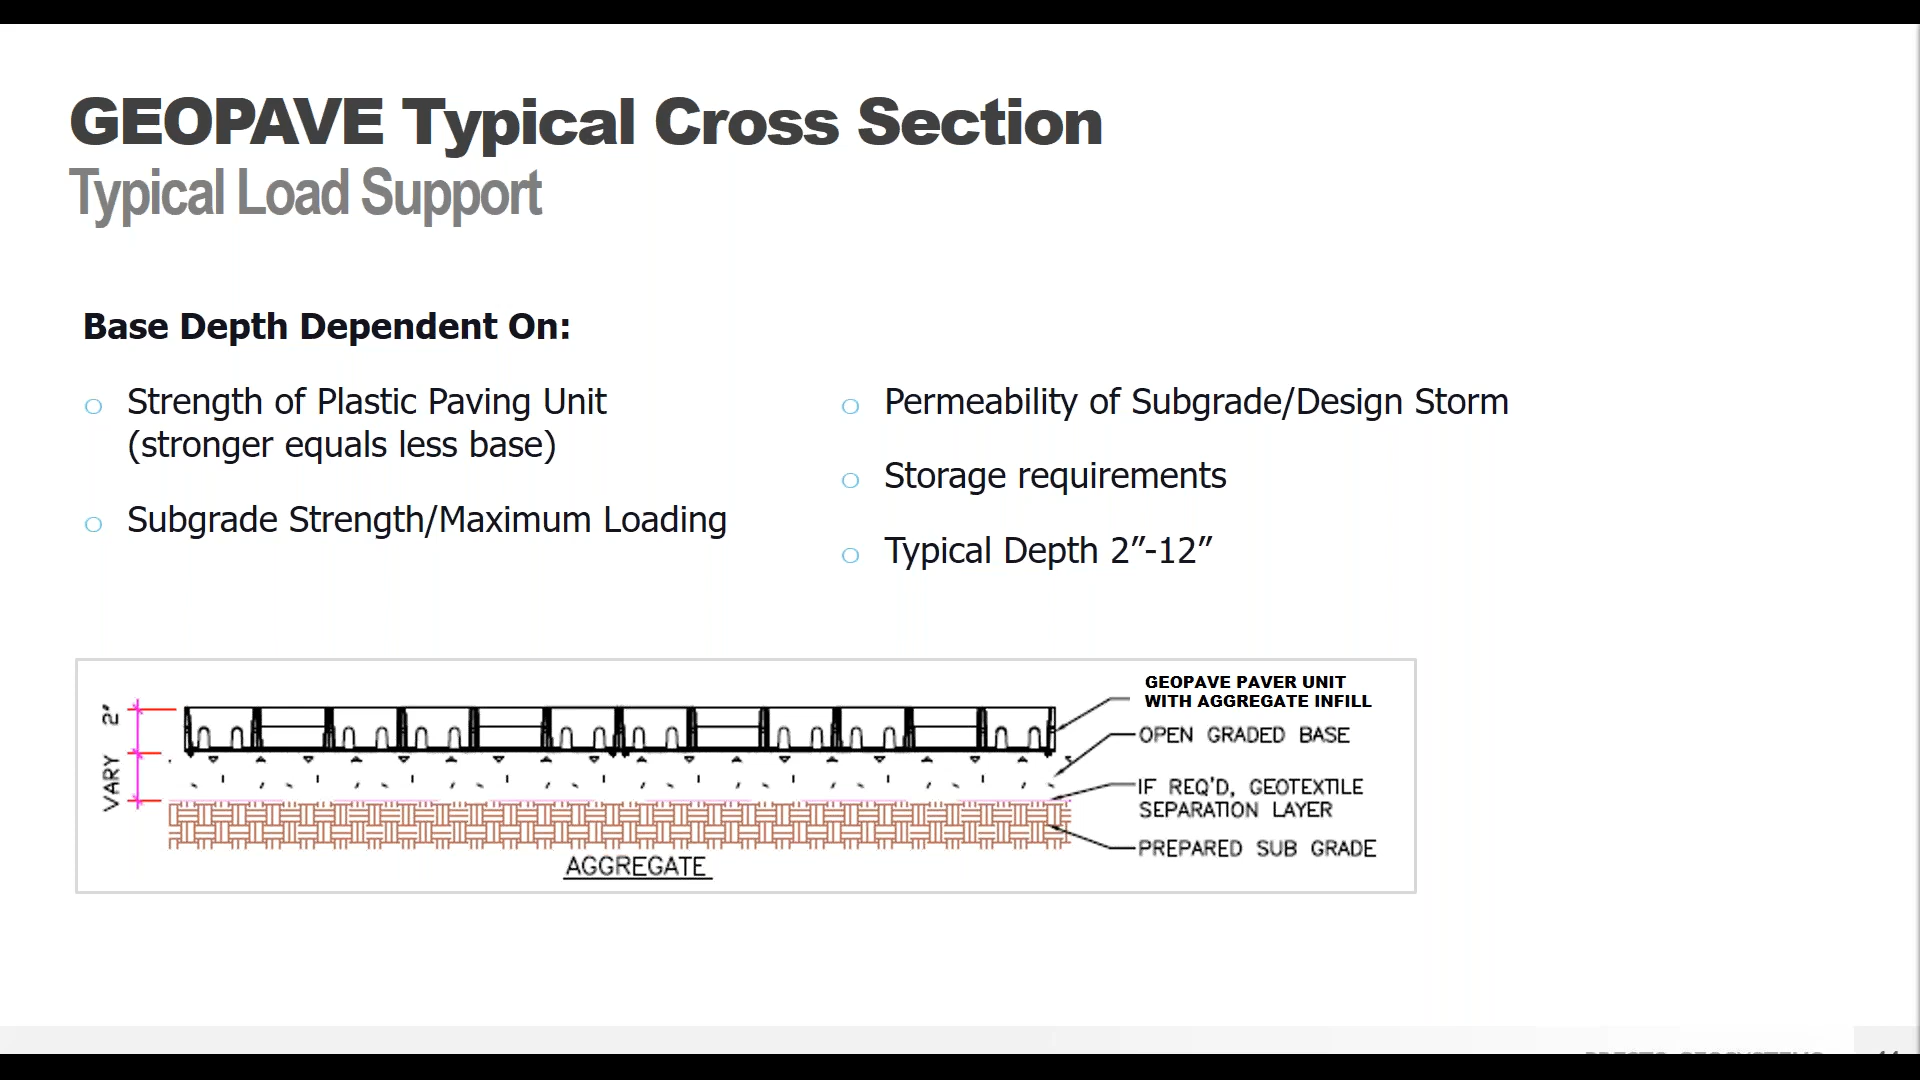 GEOPAVE Typical Cross Section
Typical Load Support
Base Depth Dependent On:
○ Strength of Plastic Paving Unit
(stronger equals less base)
○ Subgrade Strength/Maximum Loading
○ Permeability of Subgrade/Design Storm
○ Storage requirements
○ Typical Depth 2”-12”
2"
VARY
GEOPAVE PAVER UNIT
WITH AGGREGATE INFILL
OPEN GRADED BASE
IF REQ'D, GEOTEXTILE
SEPARATION LAYER
PREPARED SUB GRADE
AGGREGATE